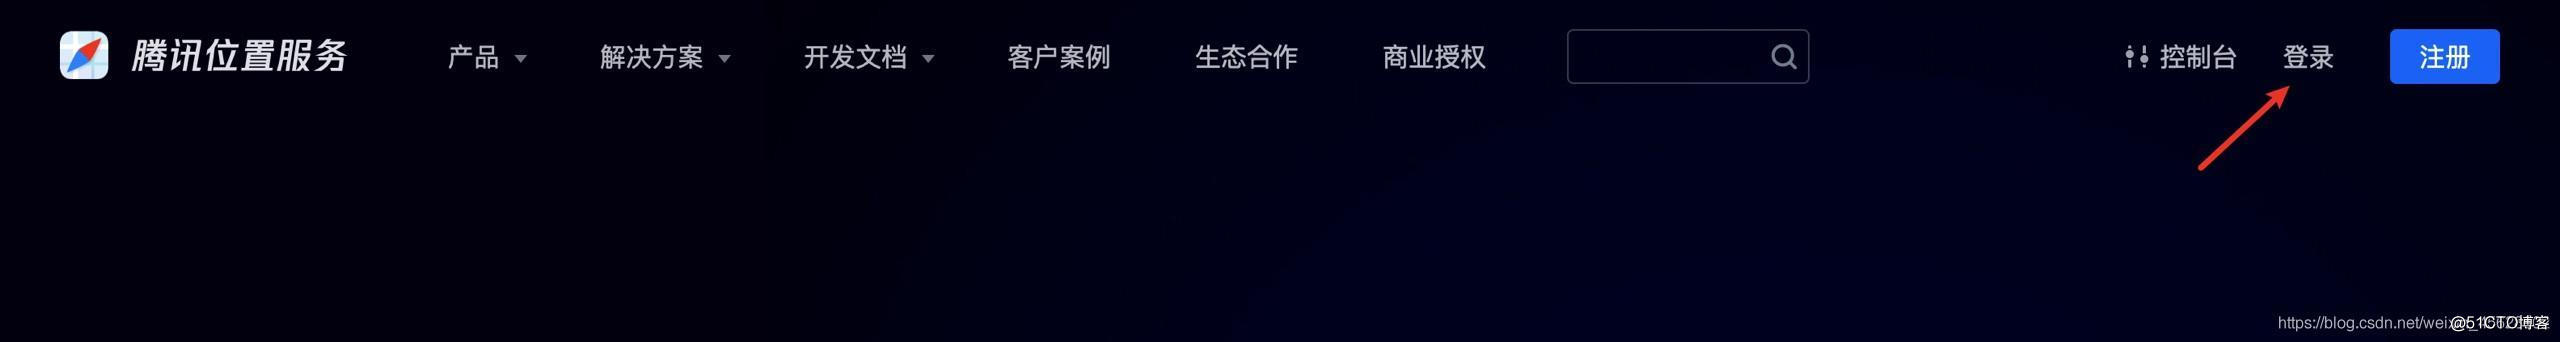 腾讯位置服务 产品 解决方案 开发文档 客户案例 生态合作 商业授权 控制台 登录 注册
https://blog.csdn.net/weix @51CTO博客